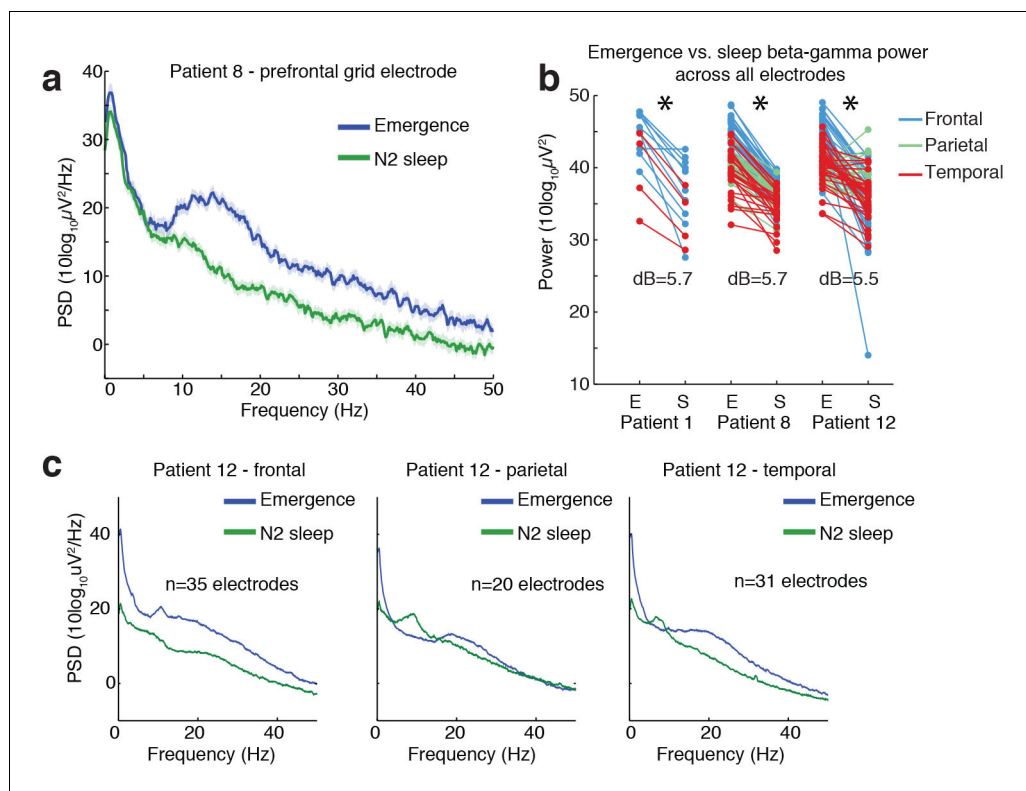 a
Patient 8 - prefrontal grid electrode
40
30
20
10
0
PSD (10log₁₀µV²/Hz)
Emergence
N2 sleep
0 10 20 30 40 50
Frequency (Hz)
b
Emergence vs. sleep beta-gamma power
across all electrodes
50
40
30
20
10
Power (10log₁₀µV²)
* * *
Frontal
Parietal
Temporal
dB=5.7 dB=5.7 dB=5.5
E S E S E S
Patient 1 Patient 8 Patient 12
c
Patient 12 - frontal
Emergence
N2 sleep
n=35 electrodes
40
20
0
PSD (10log₁₀uV²/Hz)
0 20 40
Frequency (Hz)
Patient 12 - parietal
Emergence
N2 sleep
n=20 electrodes
0 20 40
Frequency (Hz)
Patient 12 - temporal
Emergence
N2 sleep
n=31 electrodes
0 20 40
Frequency (Hz)